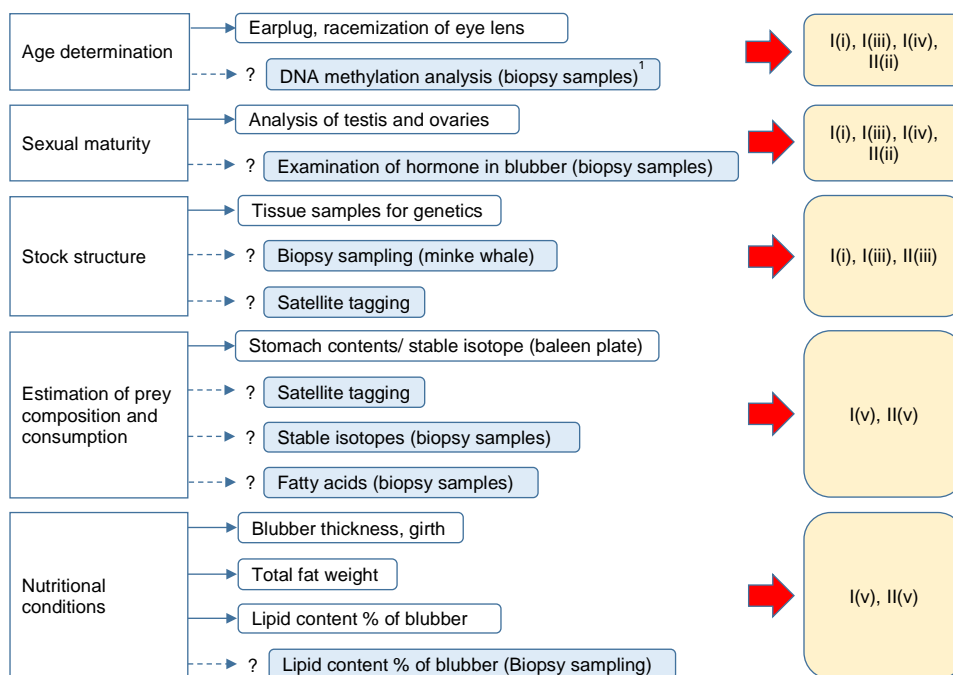 Age determination
Earplug, racemization of eye lens
? DNA methylation analysis (biopsy samples)1
I(i), I(iii), I(iv),
II(ii)
Sexual maturity
Analysis of testis and ovaries
? Examination of hormone in blubber (biopsy samples)
I(i), I(iii), I(iv),
II(ii)
Stock structure
Tissue samples for genetics
? Biopsy sampling (minke whale)
? Satellite tagging
I(i), I(iii), II(iii)
Estimation of prey
composition and
consumption
Stomach contents/ stable isotope (baleen plate)
? Satellite tagging
? Stable isotopes (biopsy samples)
? Fatty acids (biopsy samples)
I(v), II(v)
Nutritional
conditions
Blubber thickness, girth
Total fat weight
Lipid content % of blubber
? Lipid content % of blubber (Biopsy sampling)
I(v), II(v)